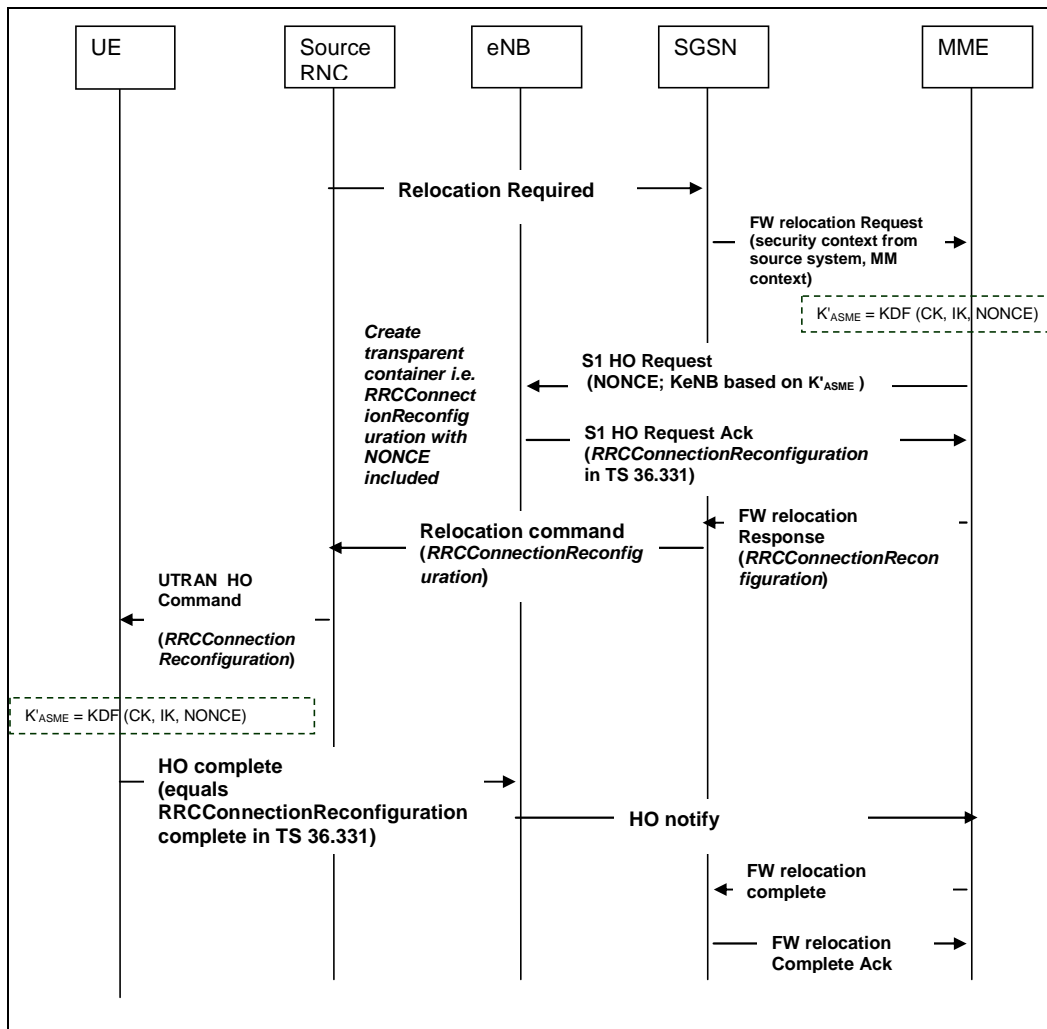 UE
Source
RNC
eNB
SGSN
MME
Relocation Required
FW relocation Request
(security context from
source system, MM
context)
K'ASME = KDF (CK, IK, NONCE)
Create
transparent
container i.e.
RRCConnect
ionReconfig
uration with
NONCE
included
S1 HO Request
(NONCE; KeNB based on K'ASME )
S1 HO Request Ack
(RRCConnectionReconfiguration
in TS 36.331)
FW relocation
Response
(RRCConnectionRecon
figuration)
Relocation command
(RRCConnectionReconfig
uration)
UTRAN HO
Command
(RRCConnection
Reconfiguration)
K'ASME = KDF (CK, IK, NONCE)
HO complete
(equals
RRCConnectionReconfiguration
complete in TS 36.331)
HO notify
FW relocation
complete
FW relocation
Complete Ack